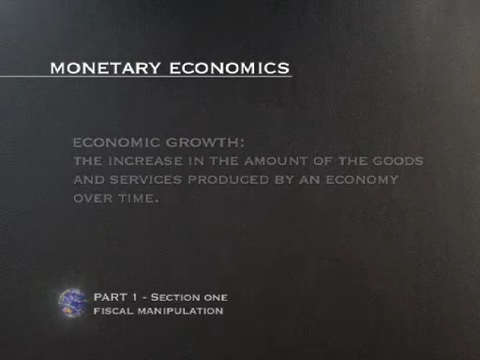 MONETARY ECONOMICS
ECONOMIC GROWTH:
THE INCREASE IN THE AMOUNT OF THE GOODS
AND SERVICES PRODUCED BY AN ECONOMY
OVER TIME.
PART 1 - SECTION ONE
FISCAL MANIPULATION